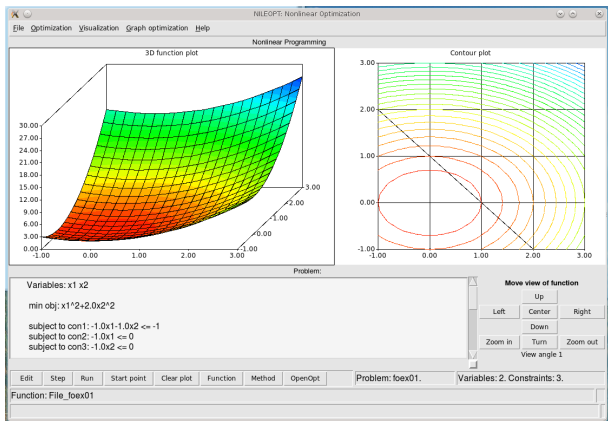 NILEOPT: Nonlinear Optimization
File Optimization Visualization Graph optimization Help
Nonlinear Programming
3D function plot
30.00
27.00
24.00
21.00
18.00
15.00
12.00
9.00
6.00
3.00
0.00
-1.00 0.00 1.00 2.00 3.00
-1.00
0.00
1.00
2.00
3.00
Contour plot
3.00
2.00
1.00
0.00
-1.00
-1.00 0.00 1.00 2.00 3.00
Problem:
Variables: x1 x2
min obj: x1^2+2.0x2^2
subject to con1: -1.0x1-1.0x2 <= -1
subject to con2: -1.0x1 <= 0
subject to con3: -1.0x2 <= 0
Move view of function
Up
Left Center Right
Down
Zoom in Turn Zoom out
View angle 1
Edit Step Run Start point Clear plot Function Method OpenOpt Problem: foex01. Variables: 2. Constraints: 3.
Function: File_foex01